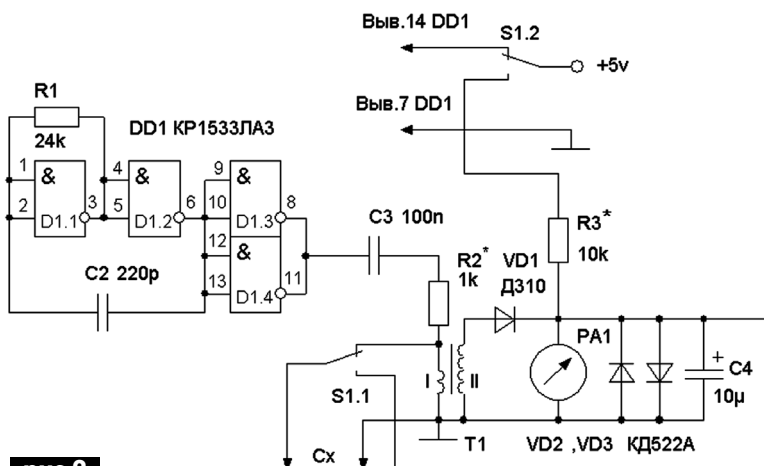 Выв.14 DD1
S1.2
+5v
R1
24k
DD1 КР1533ЛА3
Выв.7 DD1
1
&
3
4
&
6
9
&
8
2
D1.1
5
D1.2
10
D1.3
C3 100n
R3*
10k
12
&
11
R2*
1k
VD1
Д310
C2 220p
13
D1.4
PA1
+
C4
10μ
S1.1
I
II
Cx
T1
VD2 ,VD3 КД522А